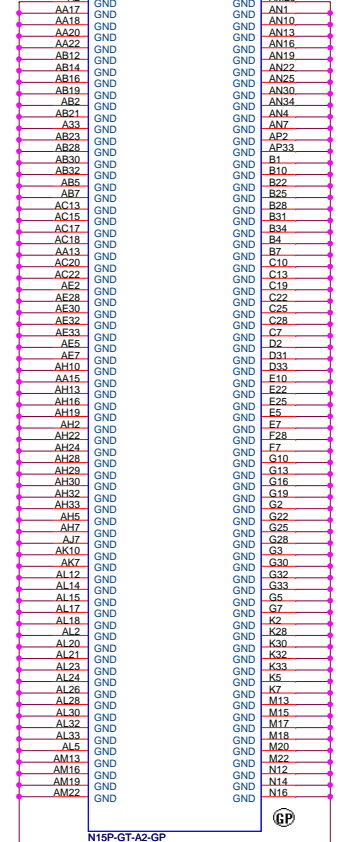 GND GND
AA17 GND GND AN1
AA18 GND GND AN10
AA20 GND GND AN13
AA22 GND GND AN16
AB12 GND GND AN19
AB14 GND GND AN22
AB16 GND GND AN25
AB19 GND GND AN30
AB2 GND GND AN34
AB21 GND GND AN4
A33 GND GND AN7
AB23 GND GND AP2
AB28 GND GND AP33
AB30 GND GND B1
AB32 GND GND B10
AB5 GND GND B22
AB7 GND GND B25
AC13 GND GND B28
AC15 GND GND B31
AC17 GND GND B34
AC18 GND GND B4
AA13 GND GND B7
AC20 GND GND C10
AC22 GND GND C13
AE2 GND GND C19
AE28 GND GND C22
AE30 GND GND C25
AE32 GND GND C28
AE33 GND GND C7
AE5 GND GND D2
AE7 GND GND D31
AH10 GND GND D33
AA15 GND GND E10
AH13 GND GND E22
AH16 GND GND E25
AH19 GND GND E5
AH2 GND GND E7
AH22 GND GND F28
AH24 GND GND F7
AH28 GND GND G10
AH29 GND GND G13
AH30 GND GND G16
AH32 GND GND G19
AH33 GND GND G2
AH5 GND GND G22
AH7 GND GND G25
AJ7 GND GND G28
AK10 GND GND G3
AK7 GND GND G30
AL12 GND GND G32
AL14 GND GND G33
AL15 GND GND G5
AL17 GND GND G7
AL18 GND GND K2
AL2 GND GND K28
AL20 GND GND K30
AL21 GND GND K32
AL23 GND GND K33
AL24 GND GND K5
AL26 GND GND K7
AL28 GND GND M13
AL30 GND GND M15
AL32 GND GND M17
AL33 GND GND M18
AL5 GND GND M20
AM13 GND GND M22
AM16 GND GND N12
AM19 GND GND N14
AM22 GND GND N16
GP
N15P-GT-A2-GP